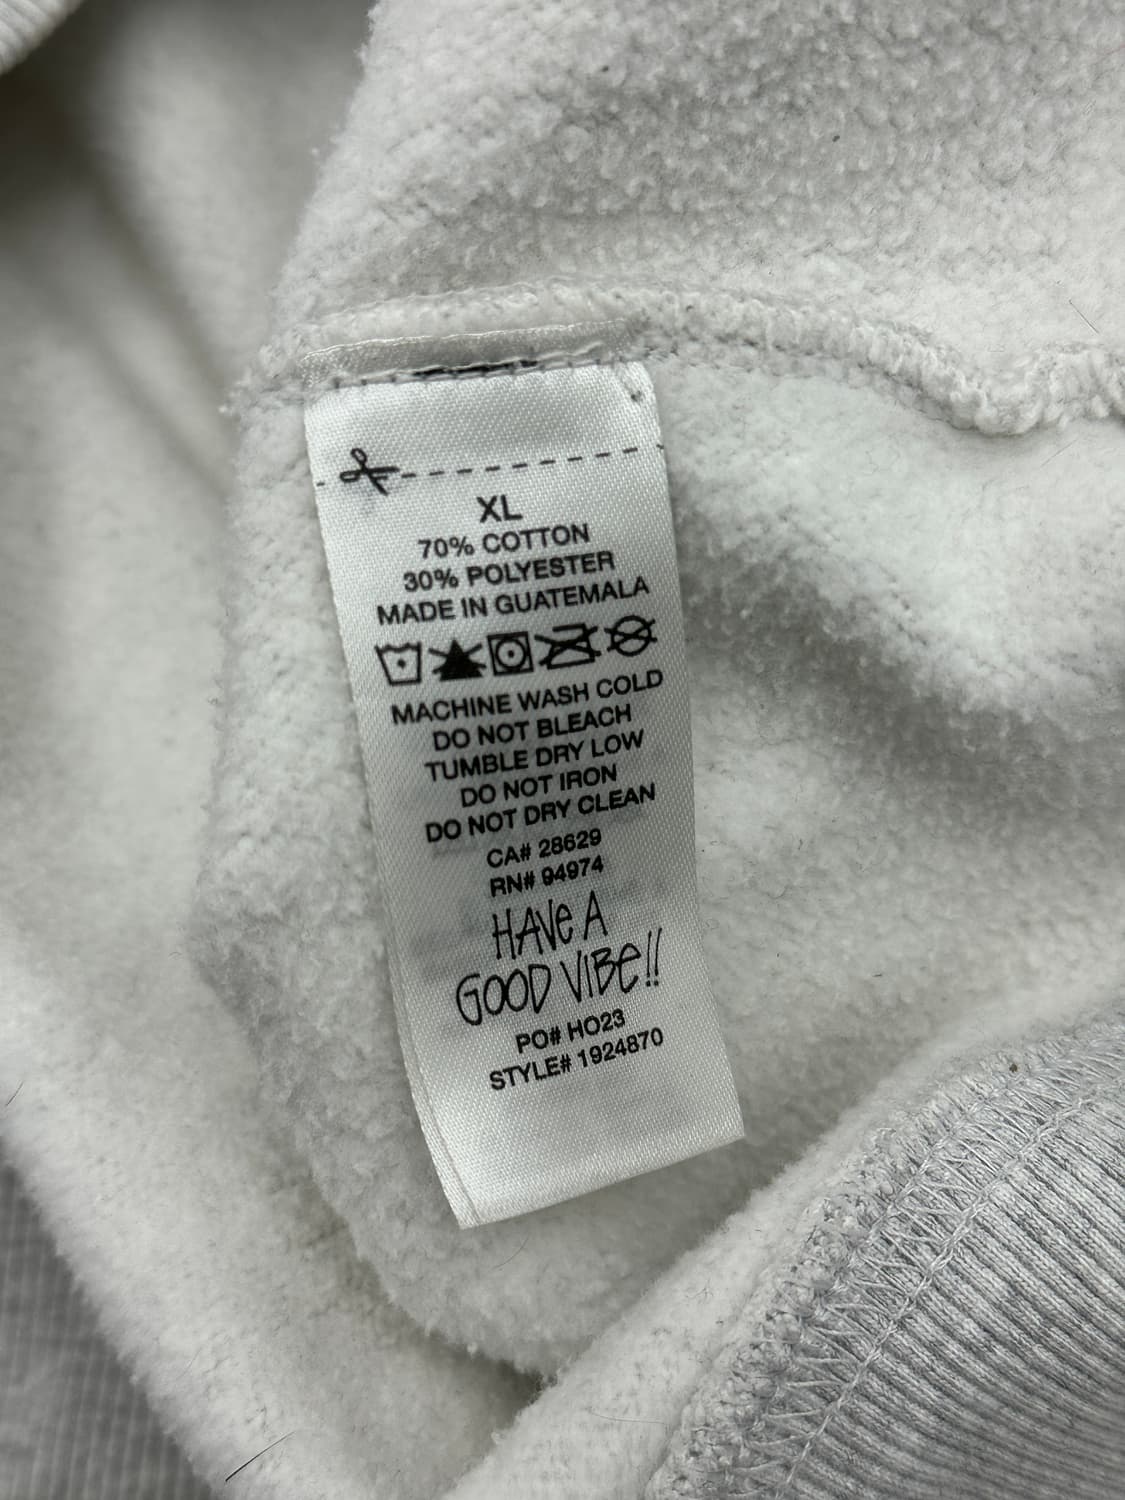 XL
70% COTTON
30% POLYESTER
MADE IN GUATEMALA
MACHINE WASH COLD
DO NOT BLEACH
TUMBLE DRY LOW
DO NOT IRON
DO NOT DRY CLEAN
CA# 28629
RN# 94974
HAVe A
GOOD VIBe!!
PO# HO23
STYLE# 1924870